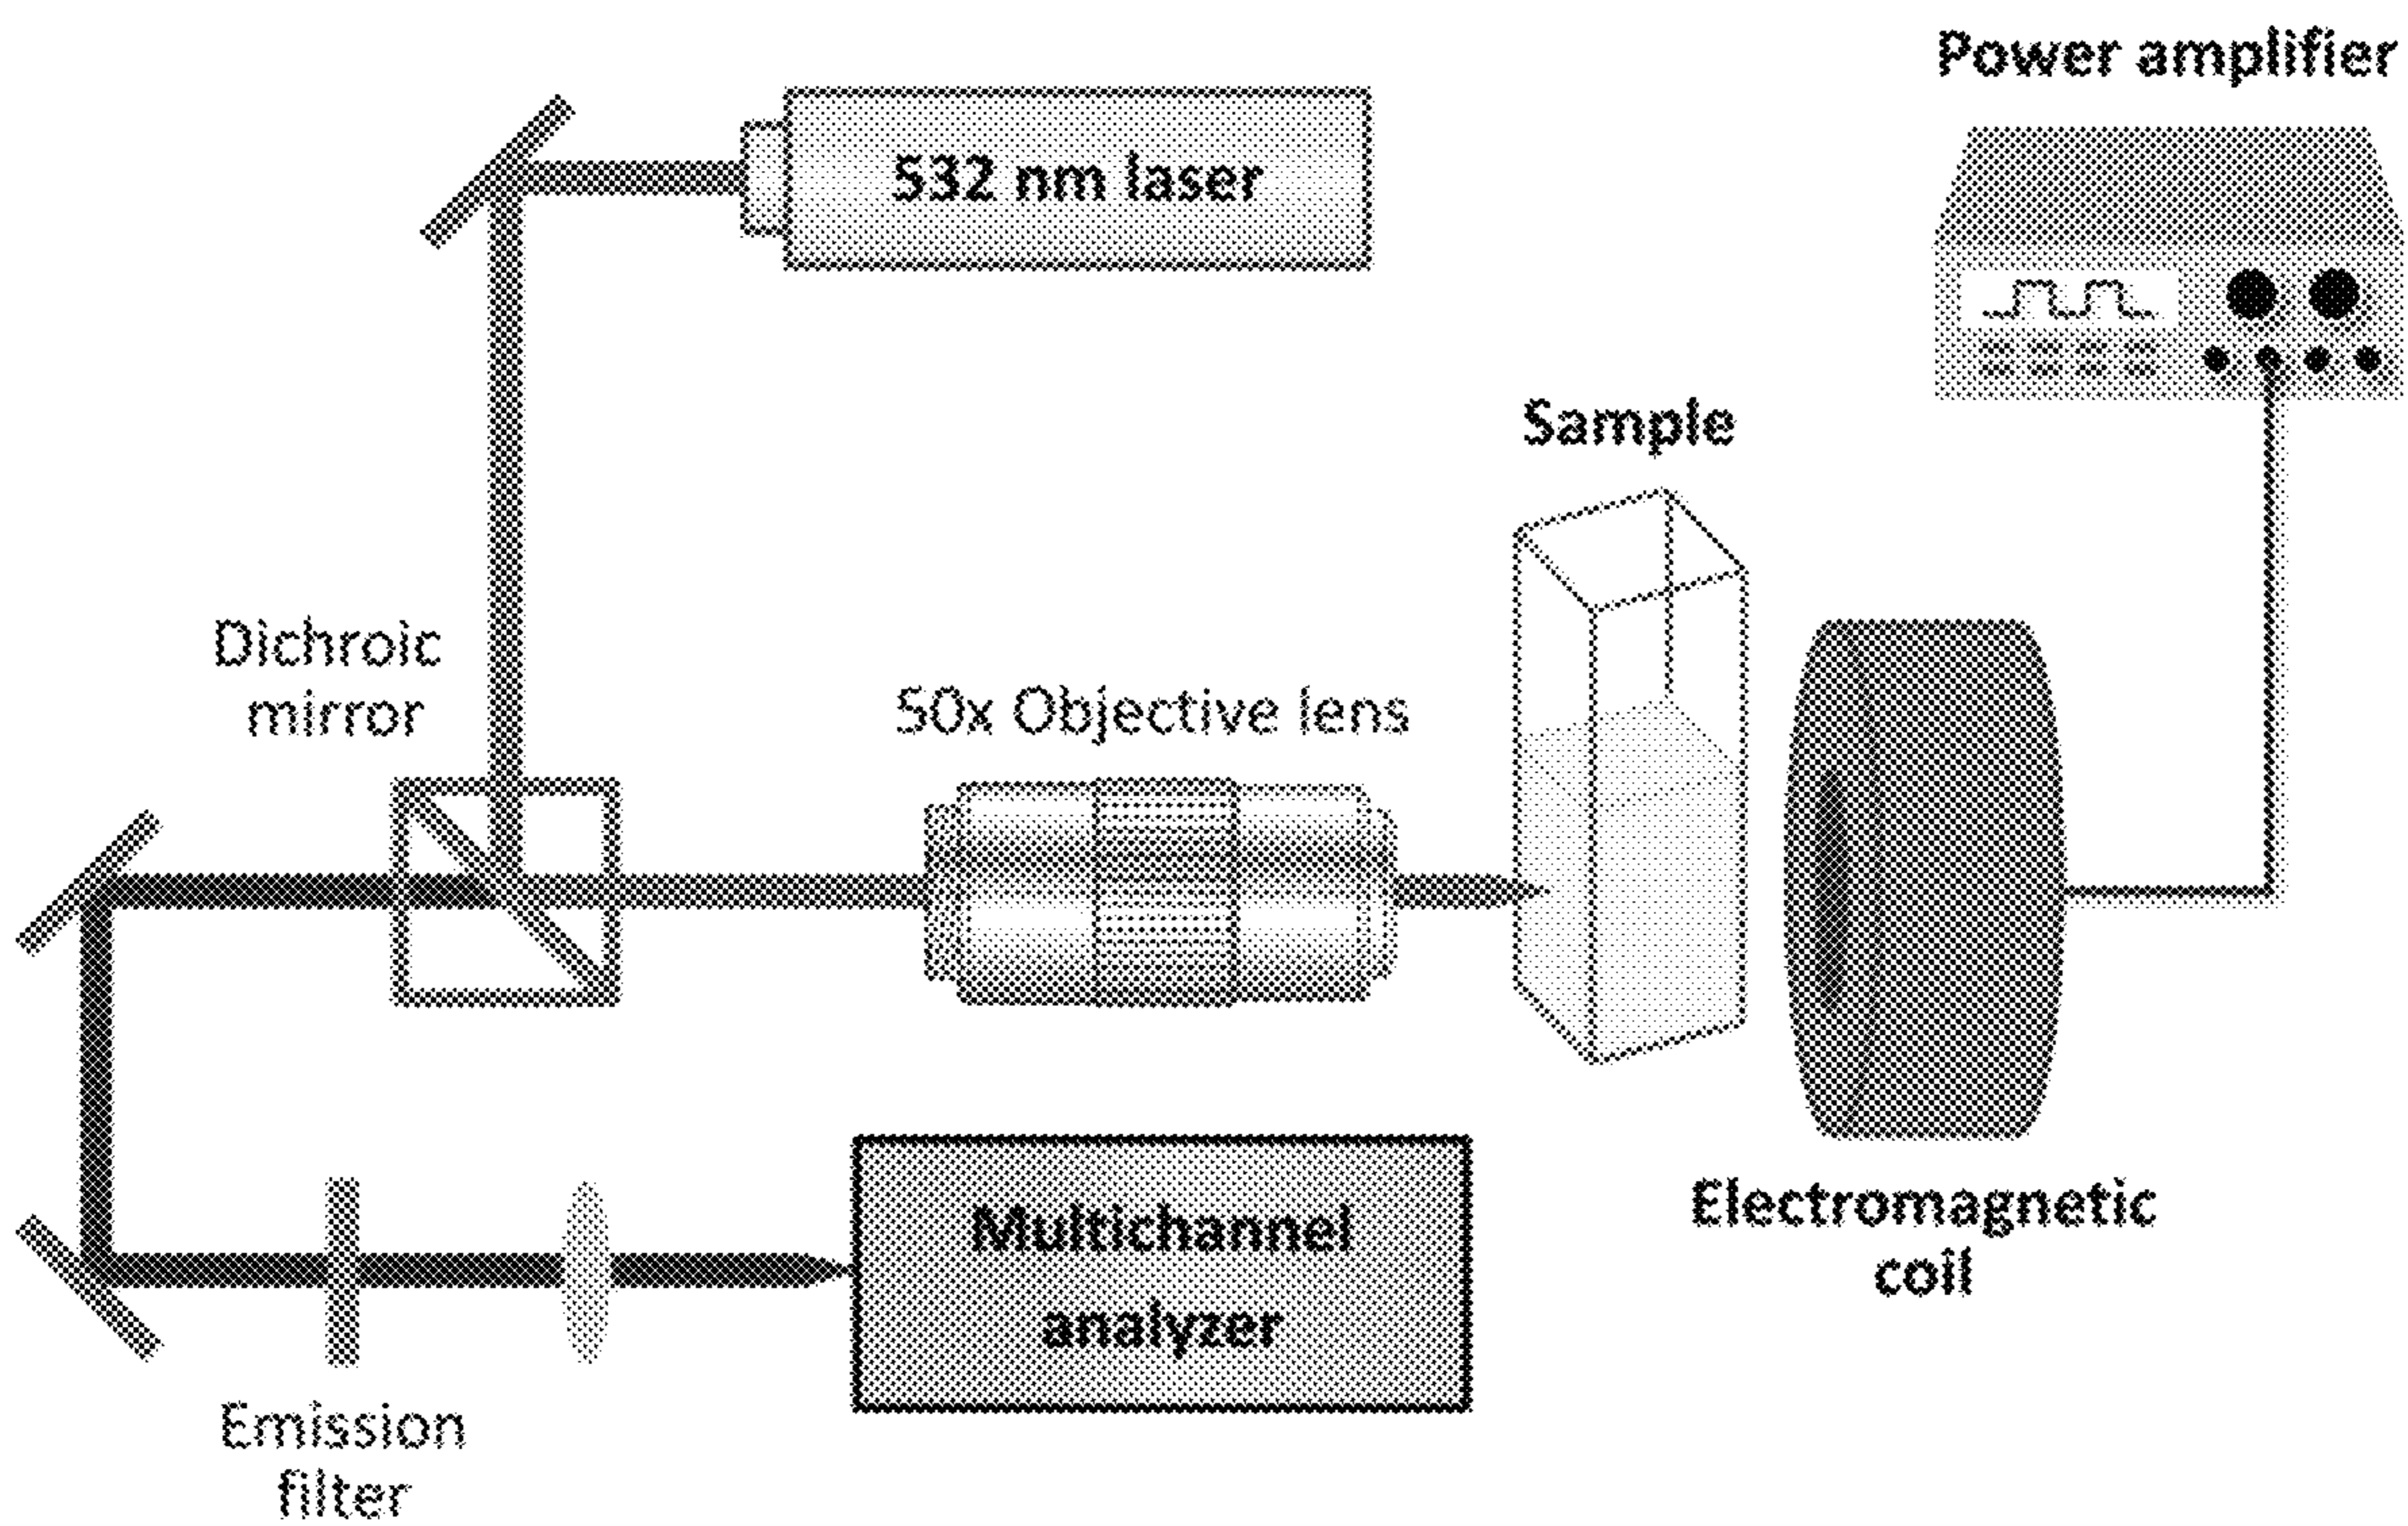 Power amplifier
532 nm laser
Sample
Dichroic
mirror
50x Objective lens
Electromagnetic
coil
Multichannel
analyzer
Emission
filter